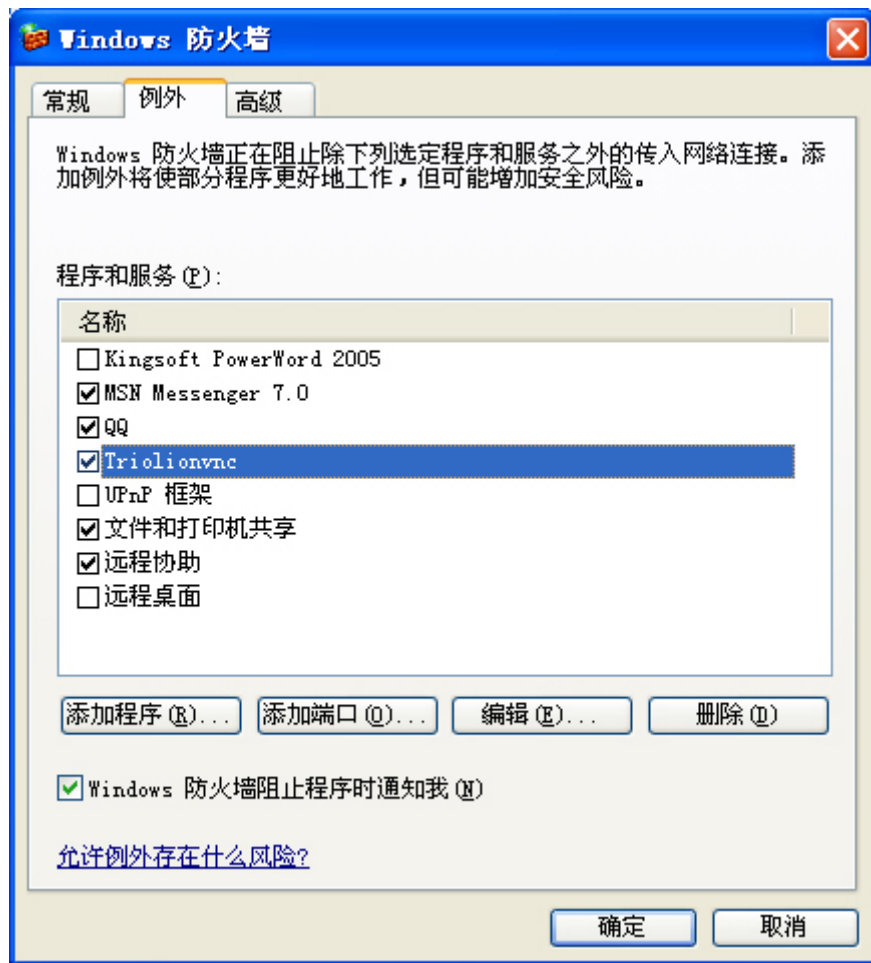 Windows 防火墙
常规
例外
高级
Windows 防火墙正在阻止除下列选定程序和服务之外的传入网络连接。添
加例外将使部分程序更好地工作，但可能增加安全风险。
程序和服务(P):
名称
Kingsoft PowerWord 2005
MSN Messenger 7.0
QQ
Triolionvnc
UPnP 框架
文件和打印机共享
远程协助
远程桌面
添加程序(R)...
添加端口(O)...
编辑(E)...
删除(D)
Windows 防火墙阻止程序时通知我(N)
允许例外存在什么风险?
确定
取消